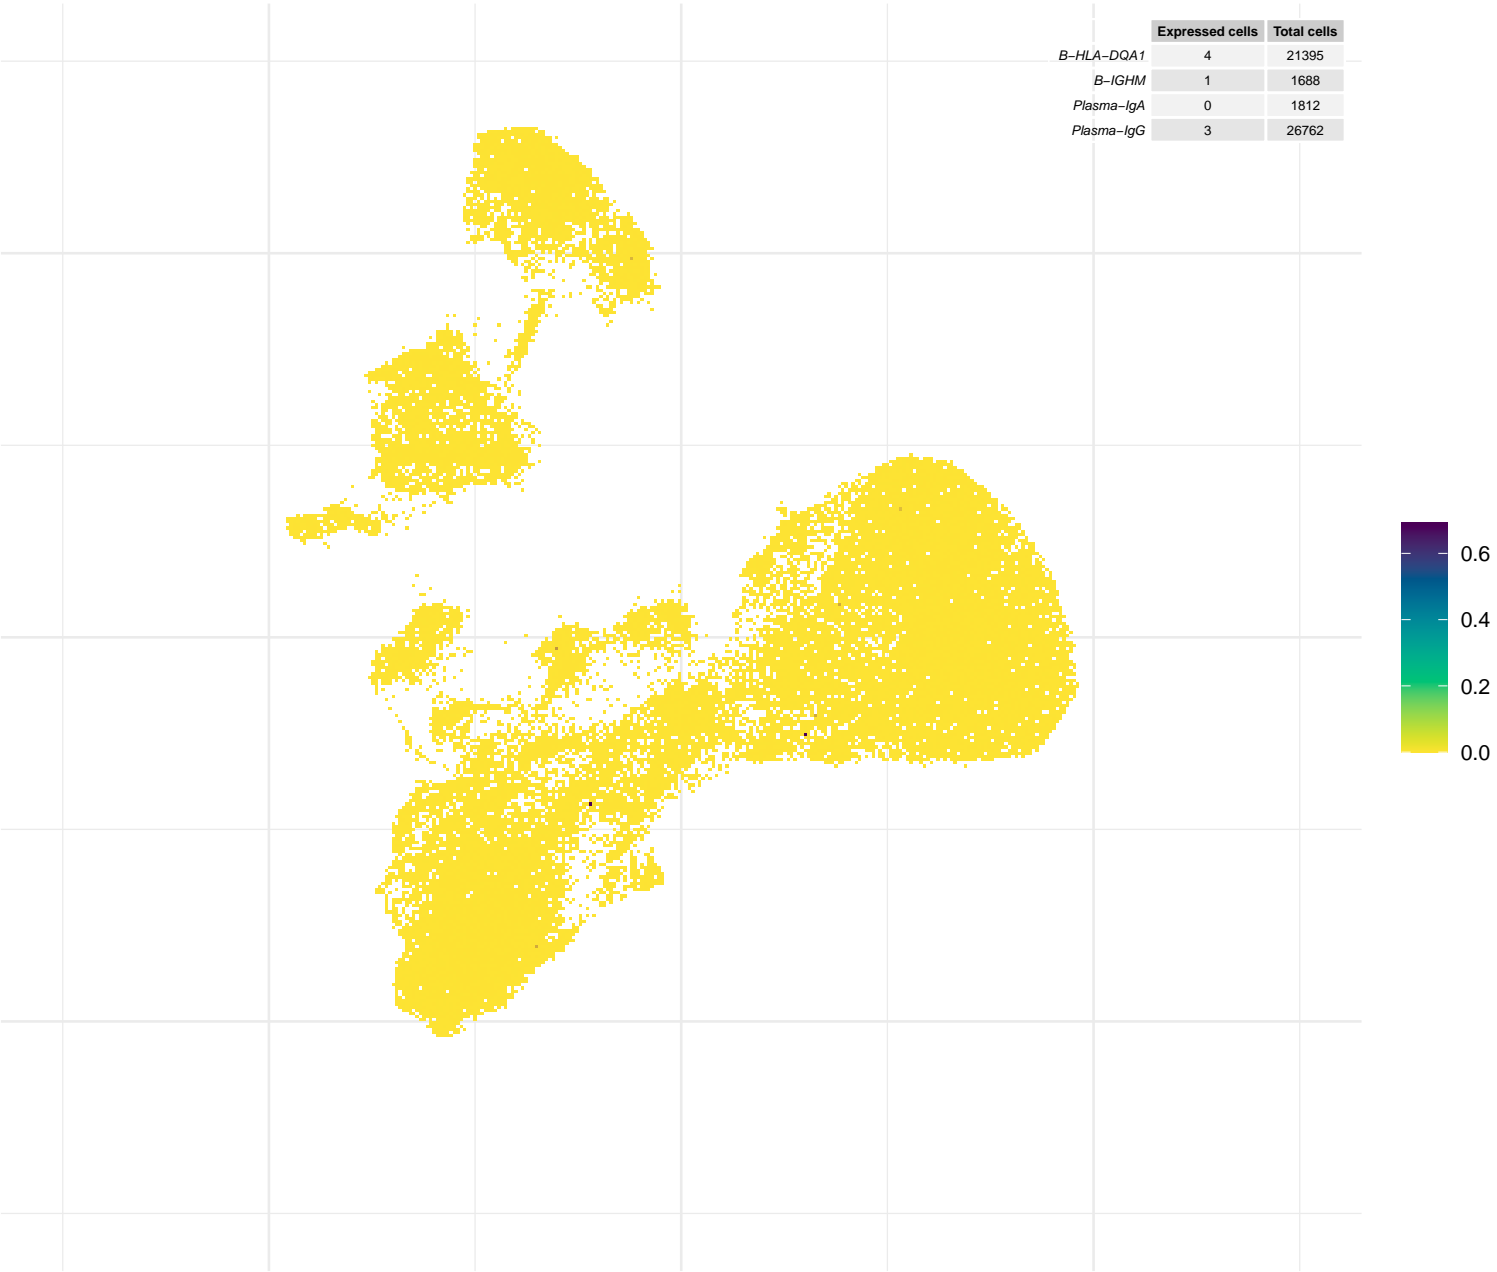 Expressed cells Total cells
B−HLA−DQA1 4 21395
B−IGHM 1 1688
Plasma−IgA 0 1812
Plasma−IgG 3 26762
0.6
0.4
0.2
0.0